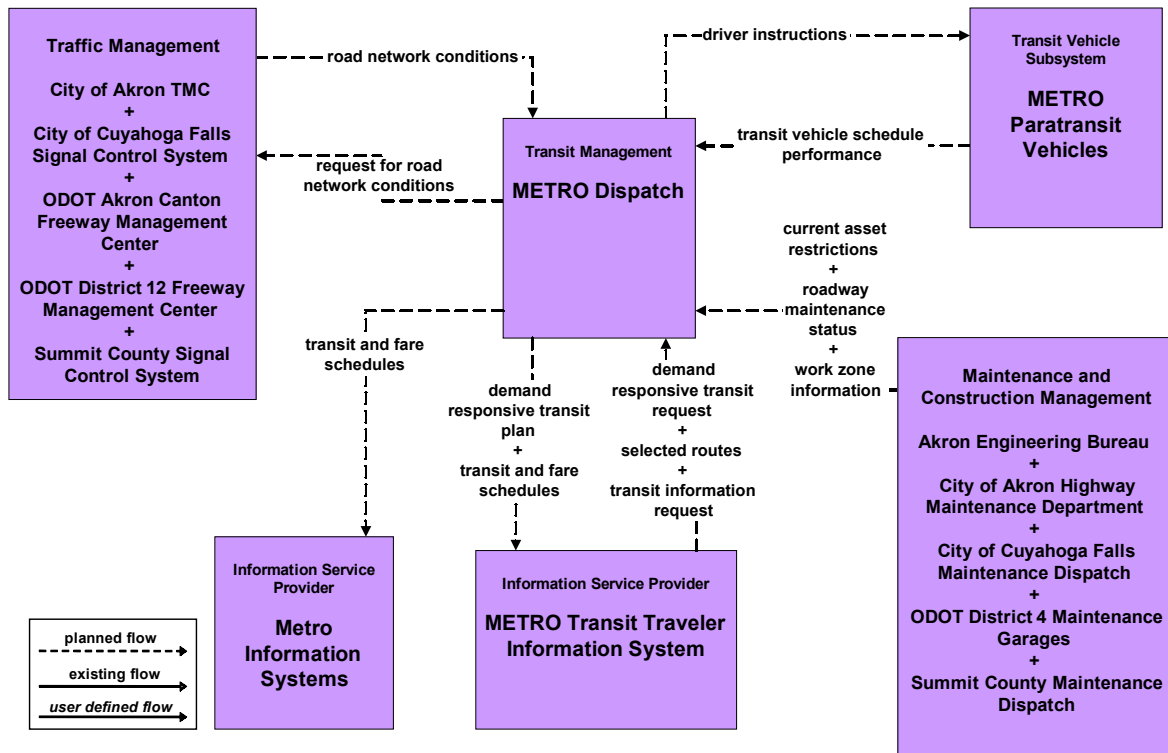 Traffic Management
City of Akron TMC
+
City of Cuyahoga Falls
Signal Control System
+
ODOT Akron Canton
Freeway Management
Center
+
ODOT District 12 Freeway
Management Center
+
Summit County Signal
Control System
road network conditions
request for road
network conditions
driver instructions
transit vehicle schedule
performance
Transit Vehicle
Subsystem
METRO
Paratransit
Vehicles
Transit Management
METRO Dispatch
current asset
restrictions
+
roadway
maintenance
status
+
work zone
information
transit and fare
schedules
demand
responsive transit
plan
+
transit and fare
schedules
demand
responsive transit
request
+
selected routes
+
transit information
request
Maintenance and
Construction Management
Akron Engineering Bureau
+
City of Akron Highway
Maintenance Department
+
City of Cuyahoga Falls
Maintenance Dispatch
+
ODOT District 4 Maintenance
Garages
+
Summit County Maintenance
Dispatch
Information Service
Provider
Metro
Information
Systems
Information Service Provider
METRO Transit Traveler
Information System
planned flow
existing flow
user defined flow